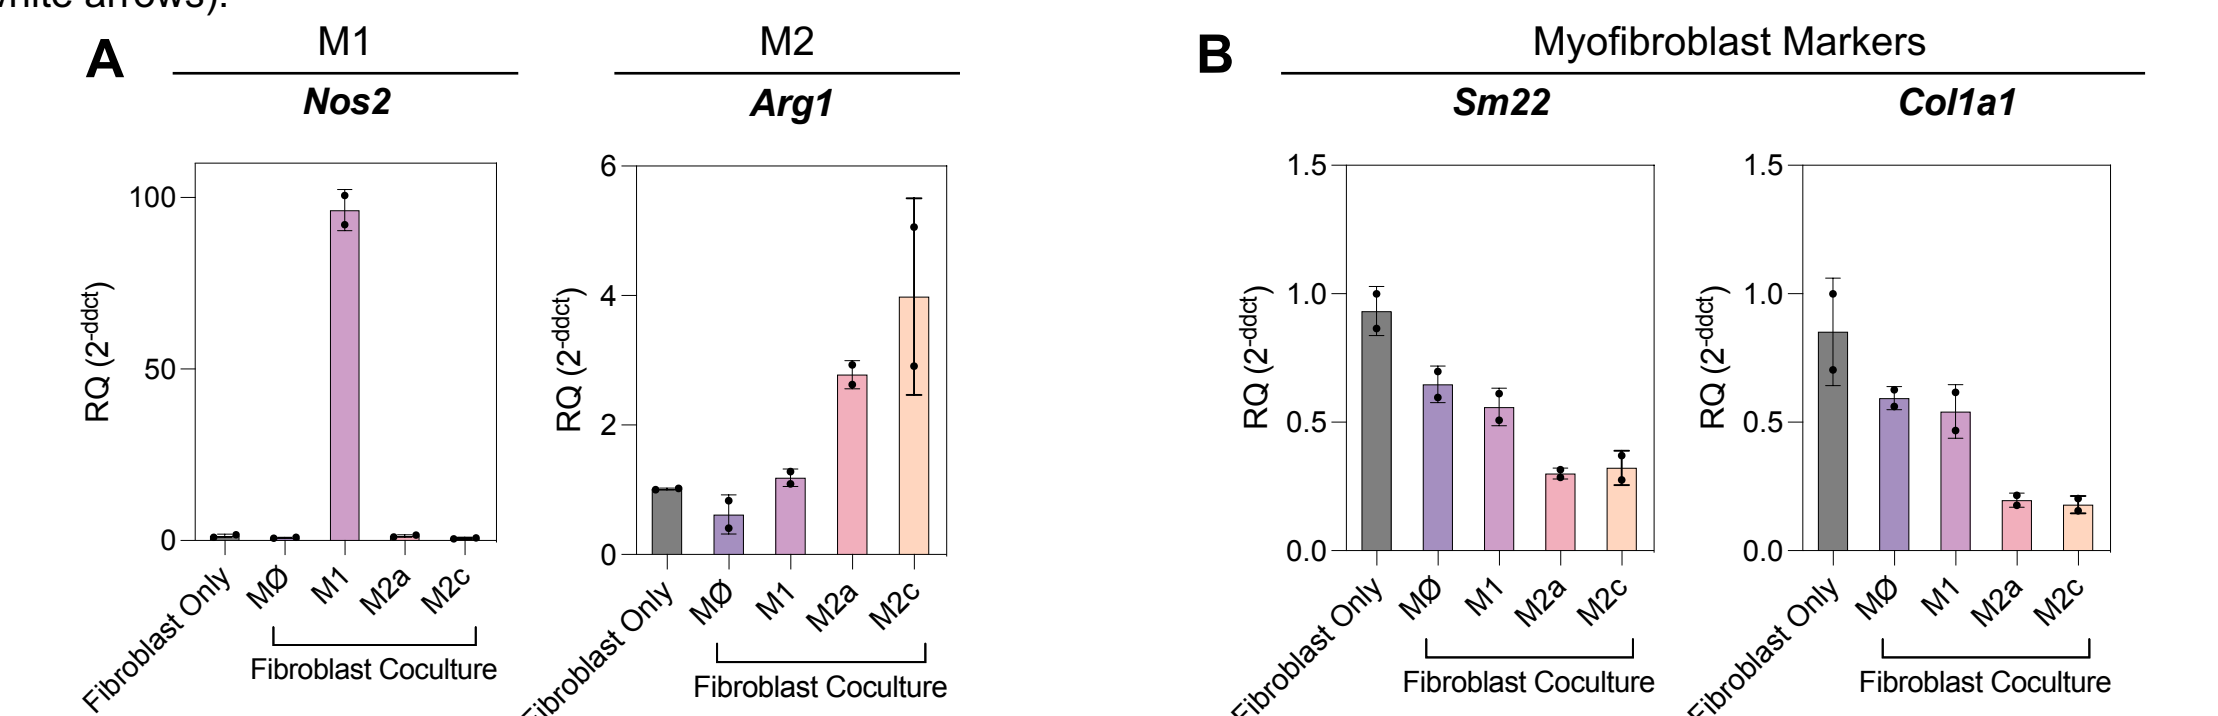 white arrows).
A
M1
Nos2
RQ (2-ddct)
100
50
0
Fibroblast Only
MØ
M1
M2a
M2c
Fibroblast Coculture
M2
Arg1
RQ (2-ddct)
6
4
2
0
Fibroblast Only
MØ
M1
M2a
M2c
Fibroblast Coculture
B
Myofibroblast Markers
Sm22
RQ (2-ddct)
1.5
1.0
0.5
0.0
Fibroblast Only
MØ
M1
M2a
M2c
Fibroblast Coculture
Col1a1
RQ (2-ddct)
1.5
1.0
0.5
0.0
Fibroblast Only
MØ
M1
M2a
M2c
Fibroblast Coculture